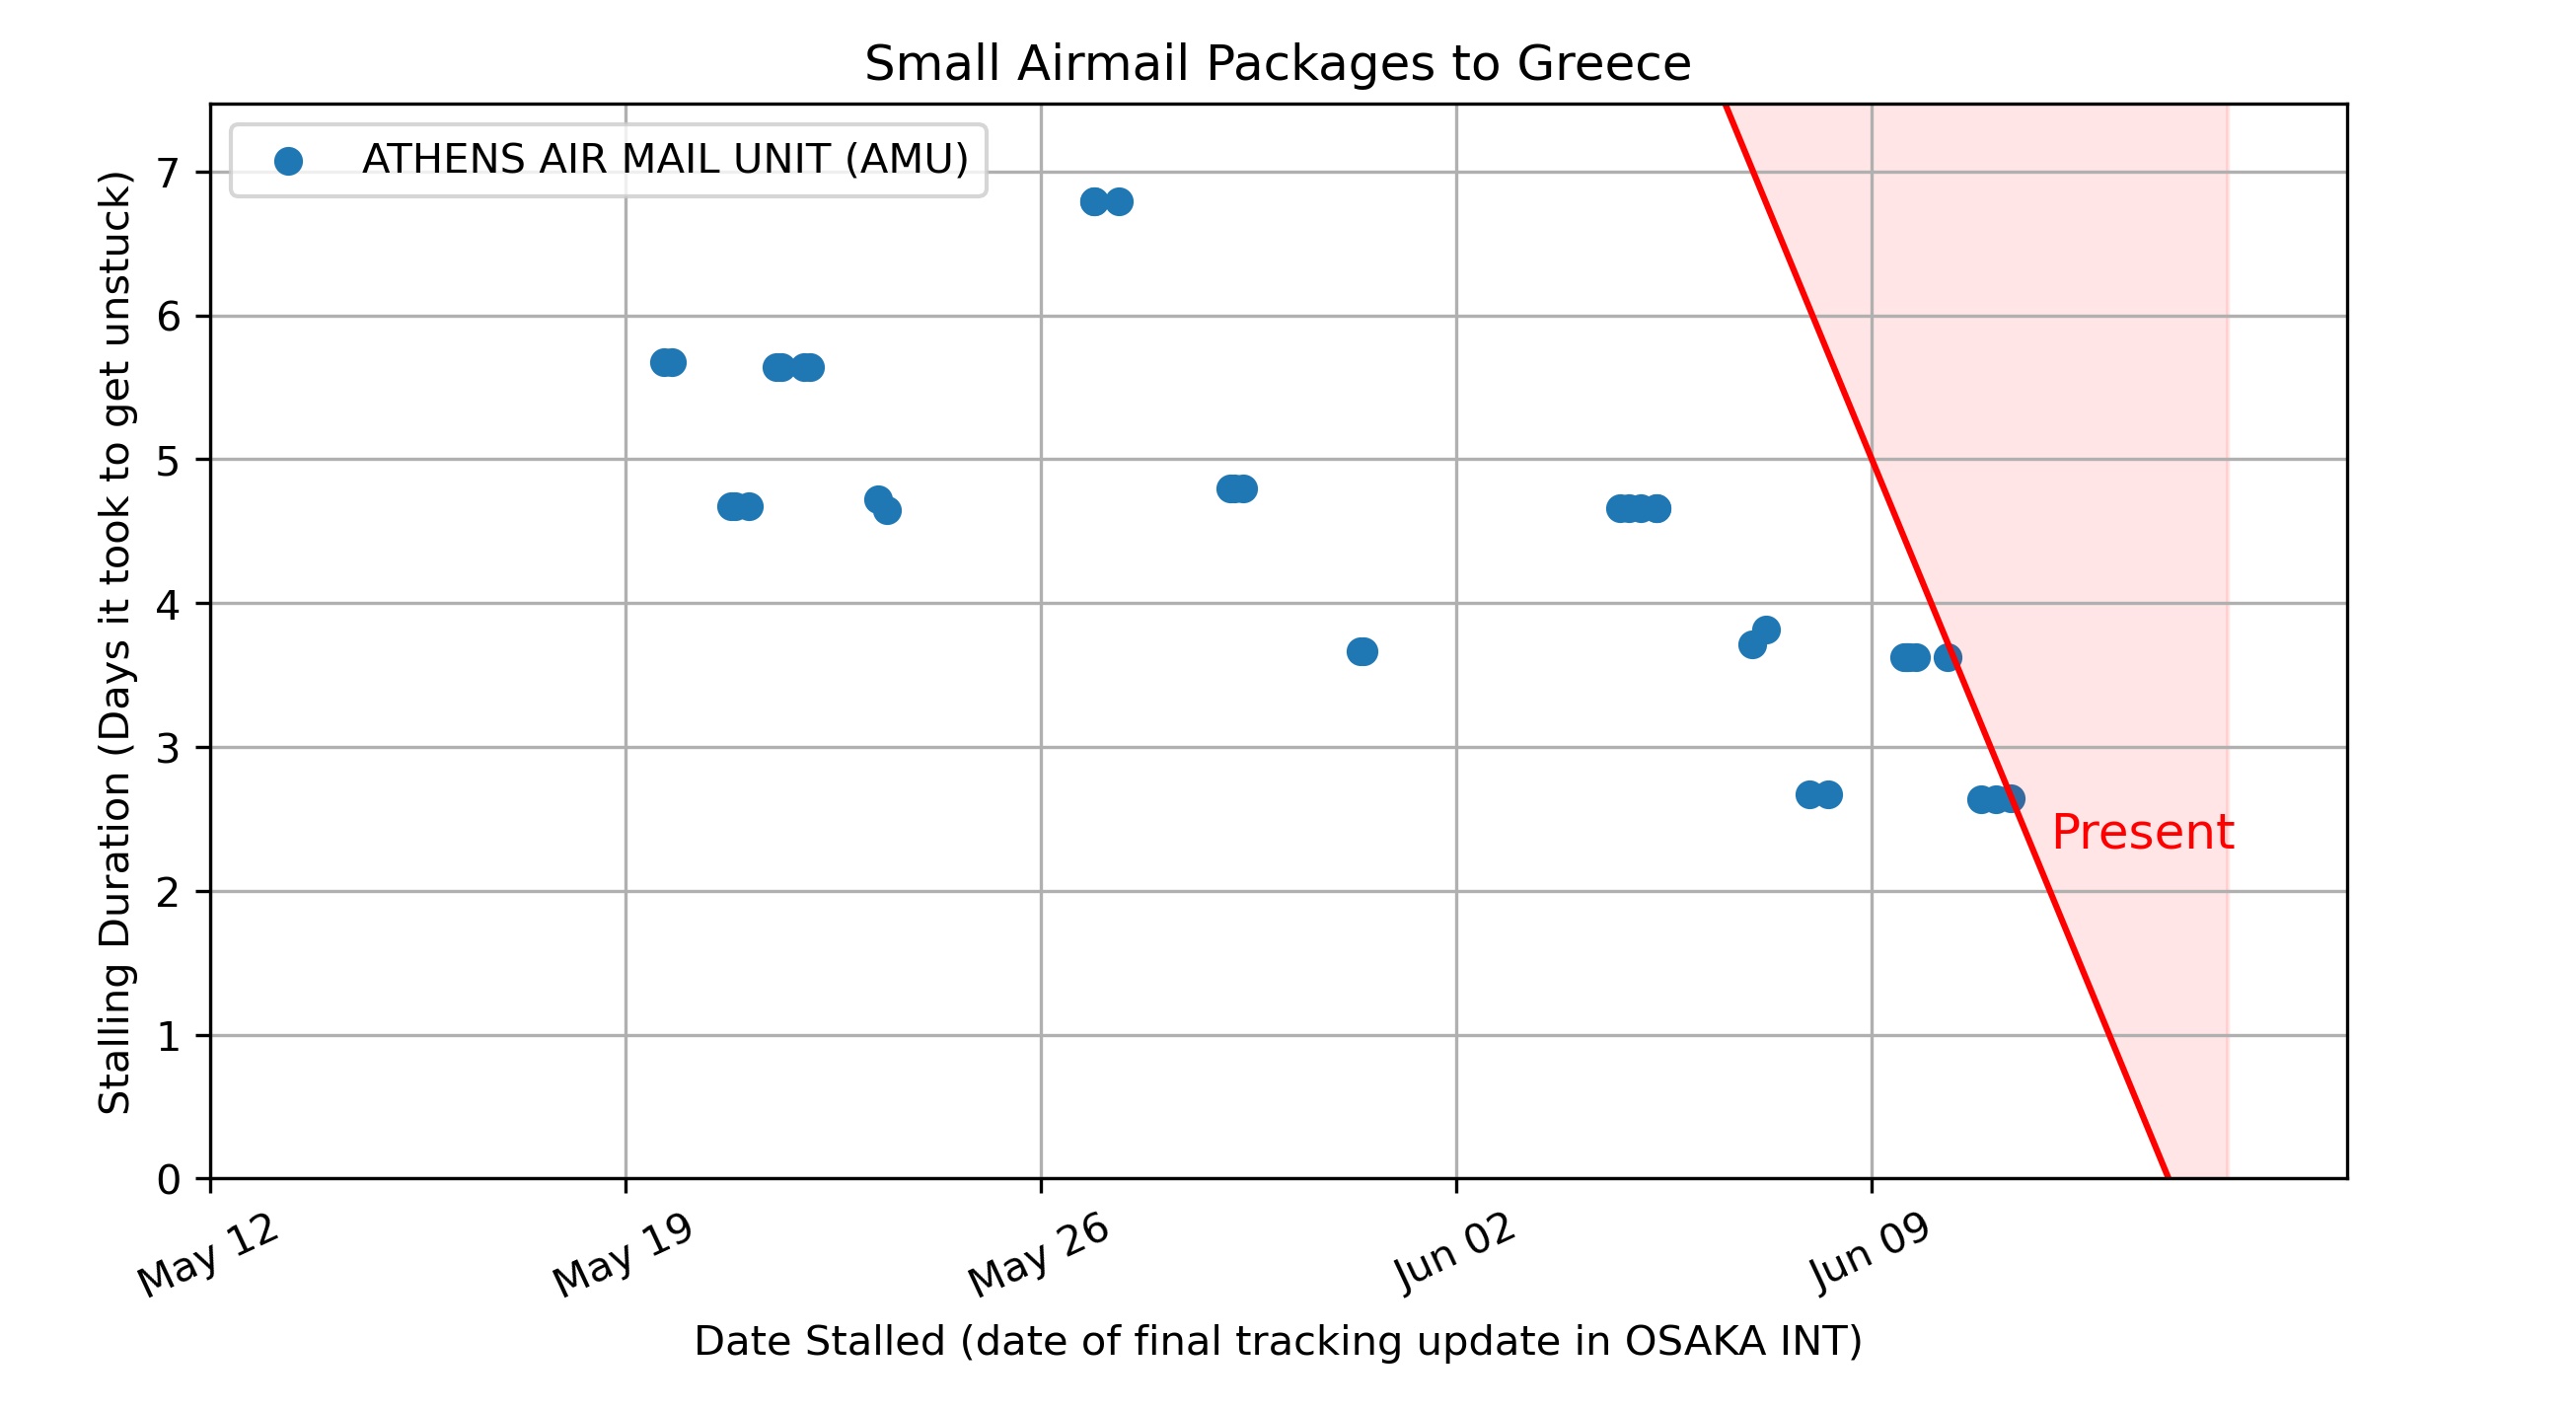 Small Airmail Packages to Greece
ATHENS AIR MAIL UNIT (AMU)
Stalling Duration (Days it took to get unstuck)
7
6
5
4
3
2
1
0
Present
May 12
May 19
May 26
Jun 02
Jun 09
Date Stalled (date of final tracking update in OSAKA INT)